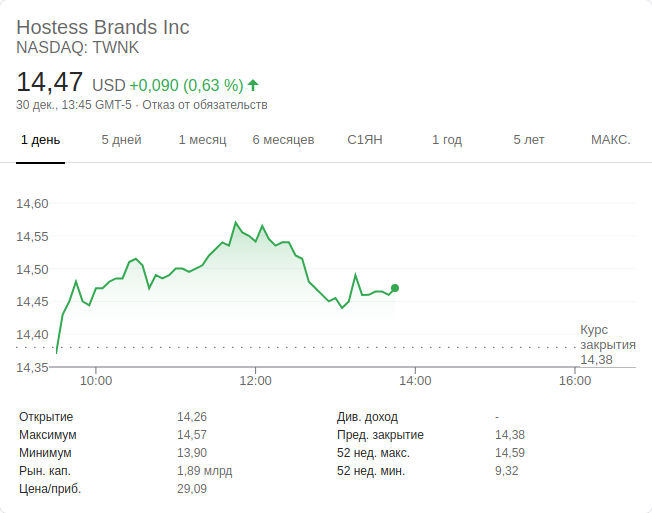 Hostess Brands Inc
NASDAQ: TWNK
14,47 USD +0,090 (0,63 %)
30 дек., 13:45 GMT-5 · Отказ от обязательств
1 день 5 дней 1 месяц 6 месяцев С1ЯН 1 год 5 лет МАКС.
14,60
14,55
14,50
14,45
14,40
14,35
Курс
закрытия
14,38
10:00 12:00 14:00 16:00
Открытие 14,26 Див. доход -
Максимум 14,57 Пред. закрытие 14,38
Минимум 13,90 52 нед. макс. 14,59
Рын. кап. 1,89 млрд 52 нед. мин. 9,32
Цена/приб. 29,09